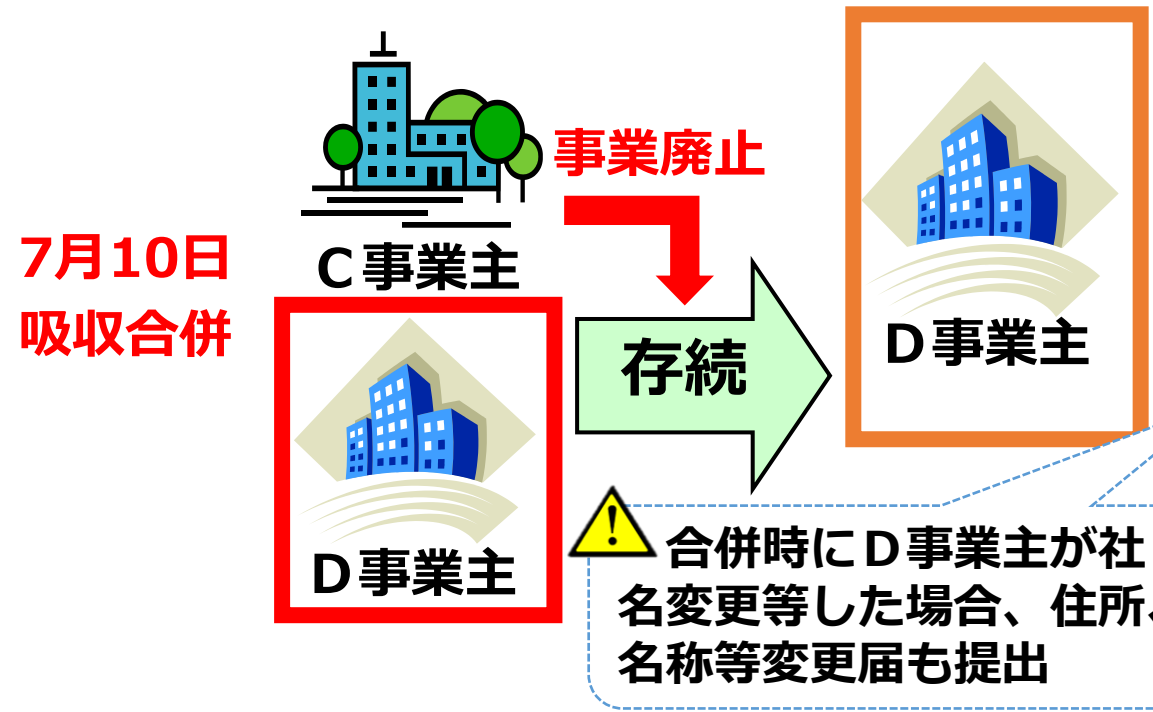 7月10日
吸収合併
事業廃止
C事業主
D事業主
存続
D事業主
合併時にD事業主が社
名変更等した場合、住所、
名称等変更届も提出